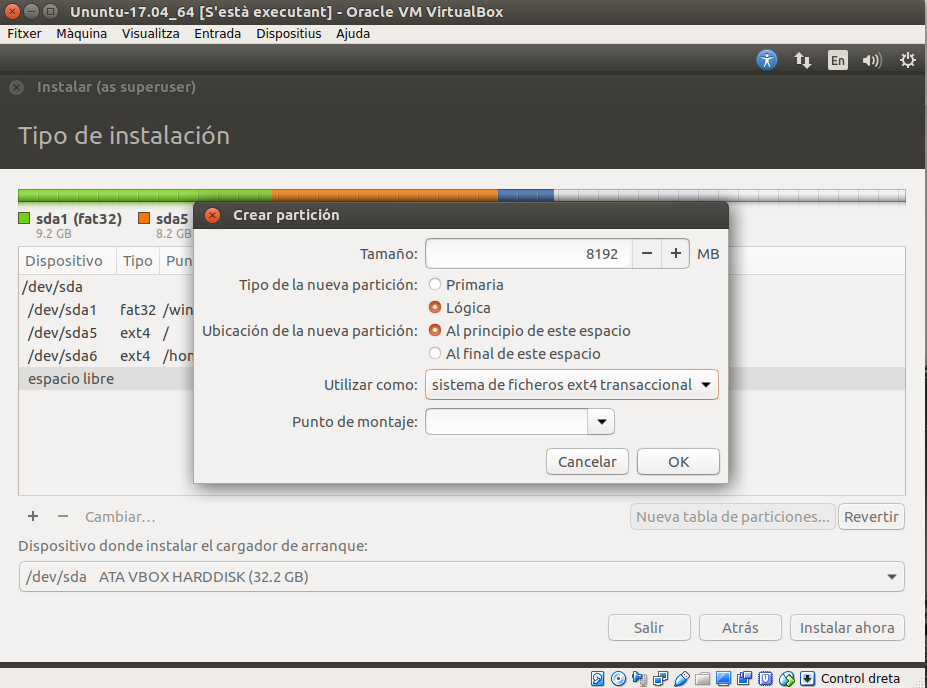 Ununtu-17.04_64 [S'està executant] - Oracle VM VirtualBox
Fitxer Màquina Visualitza Entrada Dispositius Ajuda
En
Instalar (as superuser)
Tipo de instalación
sda1 (fat32) sda5
9.2 GB 8.2 GB
Crear partición
Tamaño: 8192 − + MB
Tipo de la nueva partición: Primaria
Lógica
Ubicación de la nueva partición: Al principio de este espacio
Al final de este espacio
Utilizar como: sistema de ficheros ext4 transaccional
Punto de montaje:
Cancelar OK
Dispositivo Tipo Pun
/dev/sda
/dev/sda1 fat32 /win
/dev/sda5 ext4 /
/dev/sda6 ext4 /hon
espacio libre
+ − Cambiar... Nueva tabla de particiones... Revertir
Dispositivo donde instalar el cargador de arranque:
/dev/sda ATA VBOX HARDDISK (32.2 GB)
Salir Atrás Instalar ahora
Control dreta